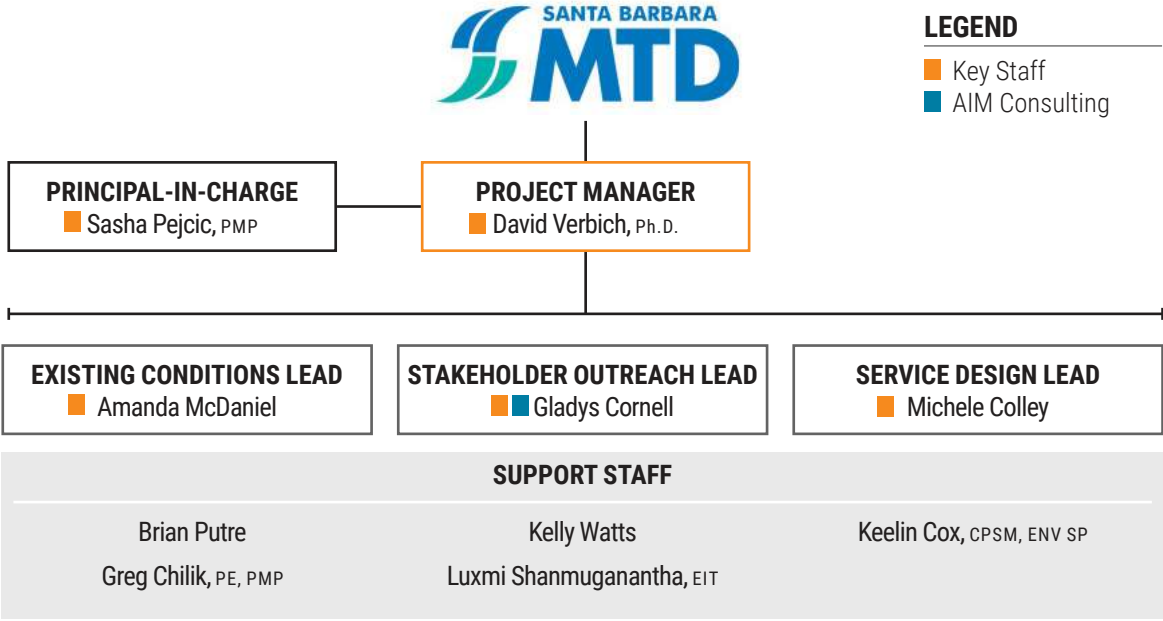 SANTA BARBARA
MTD
LEGEND
Key Staff
AIM Consulting
PRINCIPAL-IN-CHARGE
Sasha Pejcic, PMP
PROJECT MANAGER
David Verbich, Ph.D.
EXISTING CONDITIONS LEAD
Amanda McDaniel
STAKEHOLDER OUTREACH LEAD
Gladys Cornell
SERVICE DESIGN LEAD
Michele Colley
SUPPORT STAFF
Brian Putre
Kelly Watts
Keelin Cox, CPSM, ENV SP
Greg Chilik, PE, PMP
Luxmi Shanmuganantha, EIT